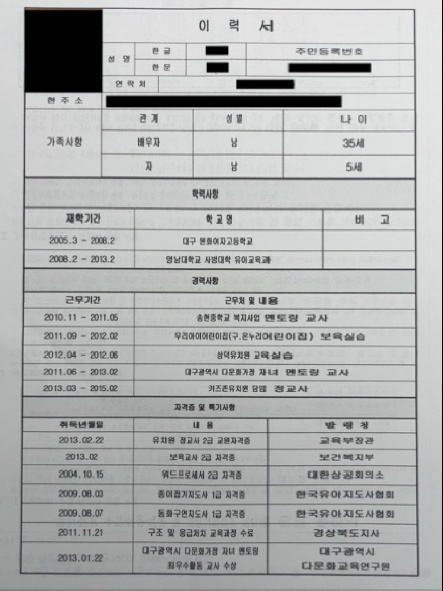 이 력 서
성 명 한글 주민등록번호
한문
연락처
현 주 소
가족사항 관계 성별 나이
배우자 남 35세
자 남 5세
학력사항
재학기간 학교명 비고
2005.3 - 2008.2 대구 원화여자고등학교
2008.2 - 2013.2 영남대학교 사범대학 유아교육과
경력사항
근무기간 근무처 및 내용
2010.11 - 2011.05 송현중학교 복지사업 멘토링 교사
2011.09 - 2012.02 우리아이어린이집(구.온누리어린이집) 보육실습
2012.04 - 2012.06 상덕유치원 교육실습
2011.06 - 2013.02 대구광역시 다문화가정 자녀 멘토링 교사
2013.03 - 2015.02 키즈존유치원 담임 정교사
자격증 및 특기사항
취득년월일 내 용 발 령 청
2013.02.22 유치원 정교사 2급 교원자격증 교육부장관
2013.02 보육교사 2급 자격증 보건복지부
2004.10.15 워드프로세서 2급 자격증 대한상공회의소
2009.08.03 종이접기지도사 1급 자격증 한국유아지도사협회
2009.08.07 동화구연지도사 1급 자격증 한국유아지도사협회
2011.11.21 구조 및 응급처치 교육과정 수료 경상북도지사
2013.01.22 대구광역시 다문화가정 자녀 멘토링 대구광역시
최우수활동 교사 수상 다문화교육연구원